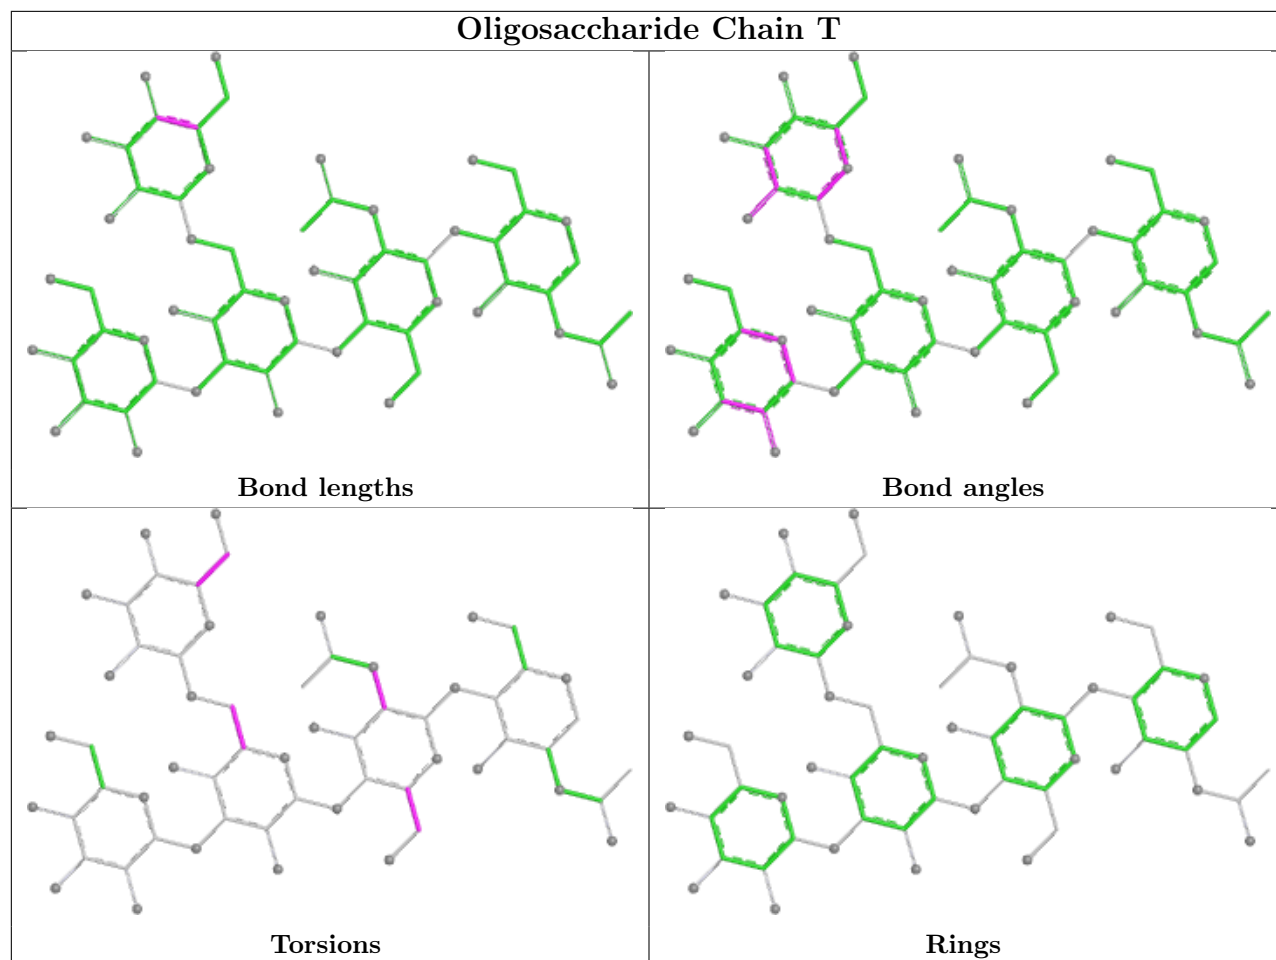 Oligosaccharide Chain T
Bond lengths
Bond angles
Torsions
Rings